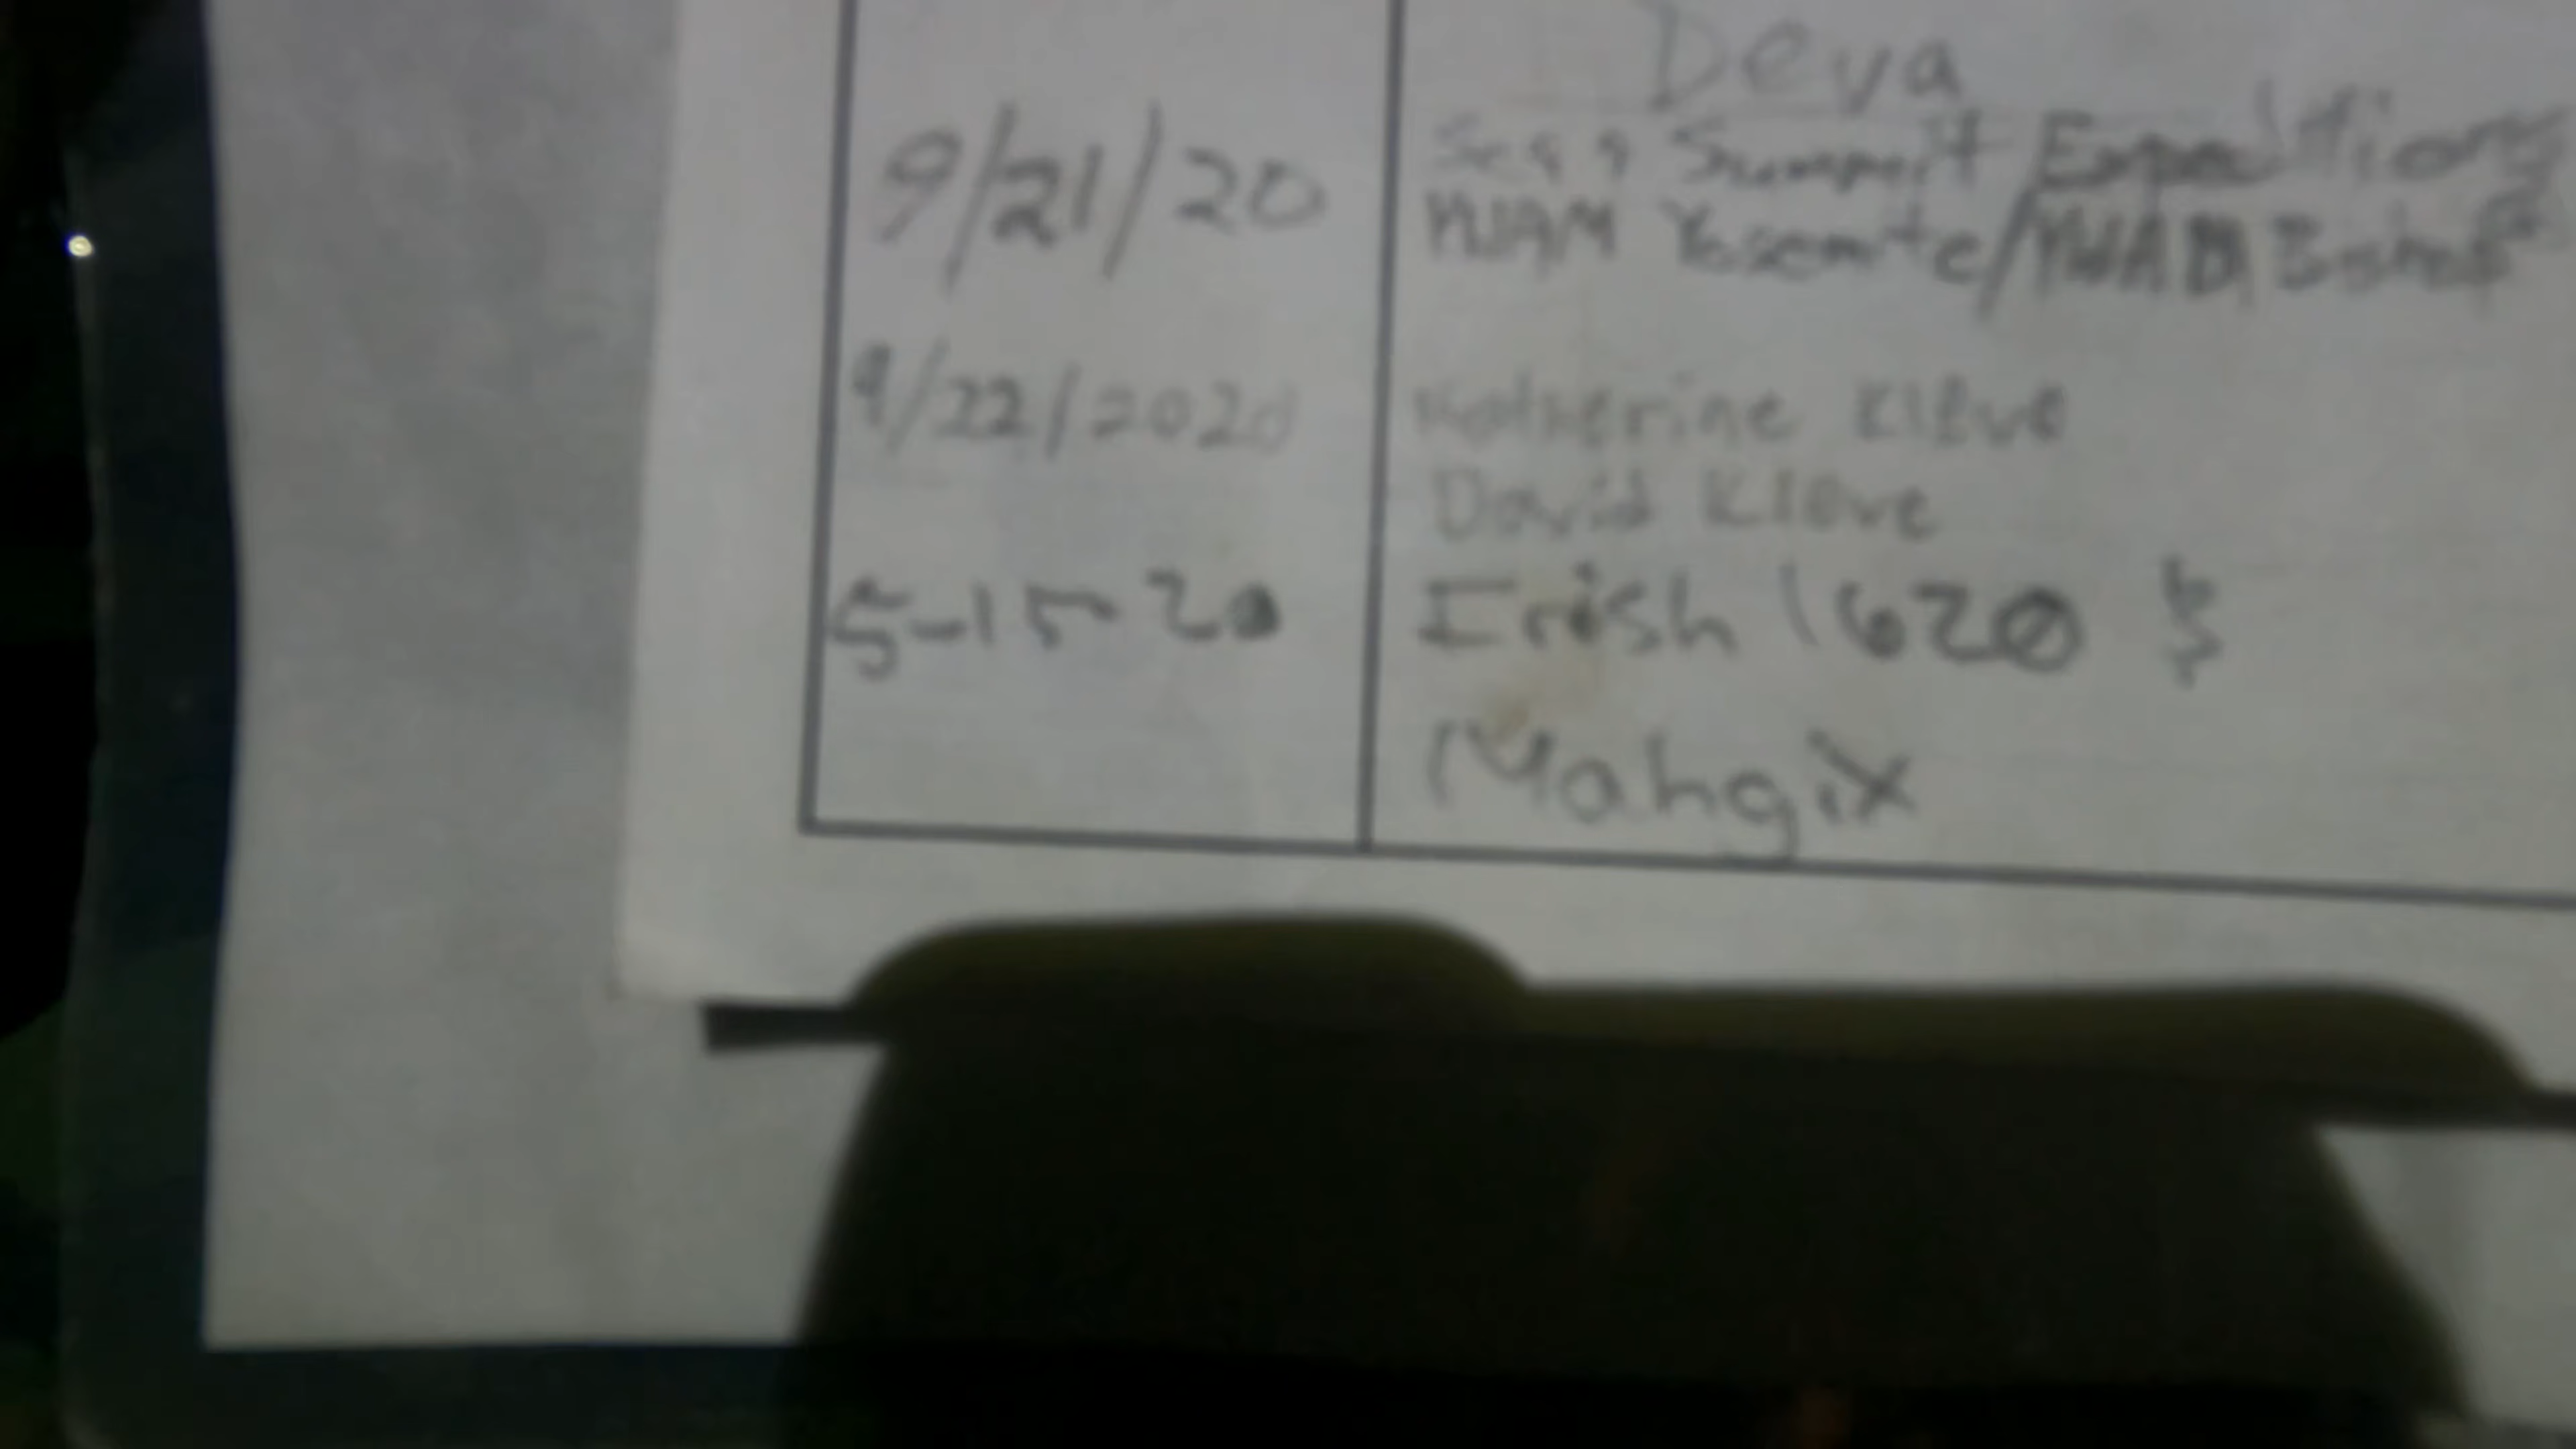 Deva
9/21/20
Summit Expeditions
Yosemite/
9/22/2020
Katherine Kleve
David Kleve
5-15-20
Irish 1620 &
Mahgix